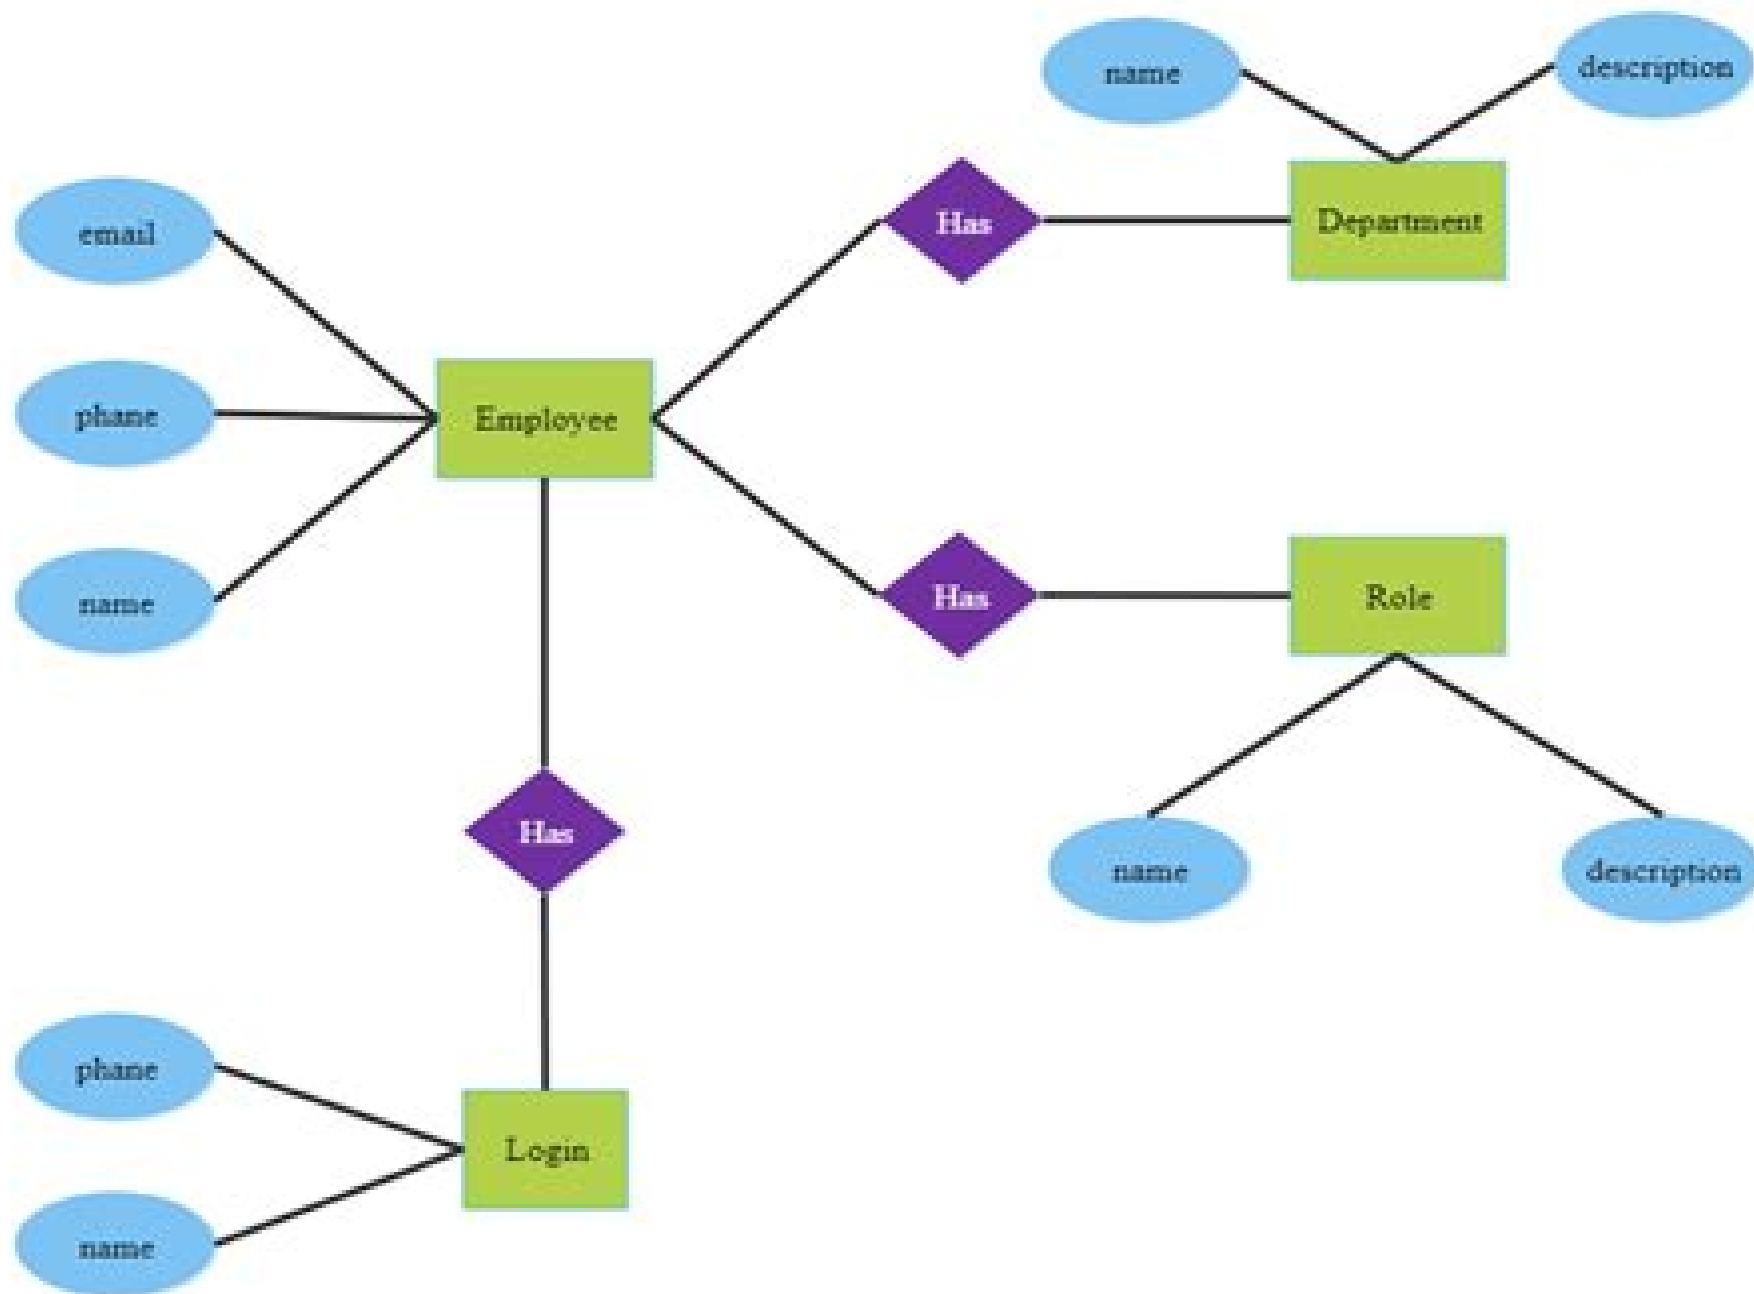 name
description
Has
Department
email
phane
Employee
name
Has
Role
name
description
Has
phane
Login
name